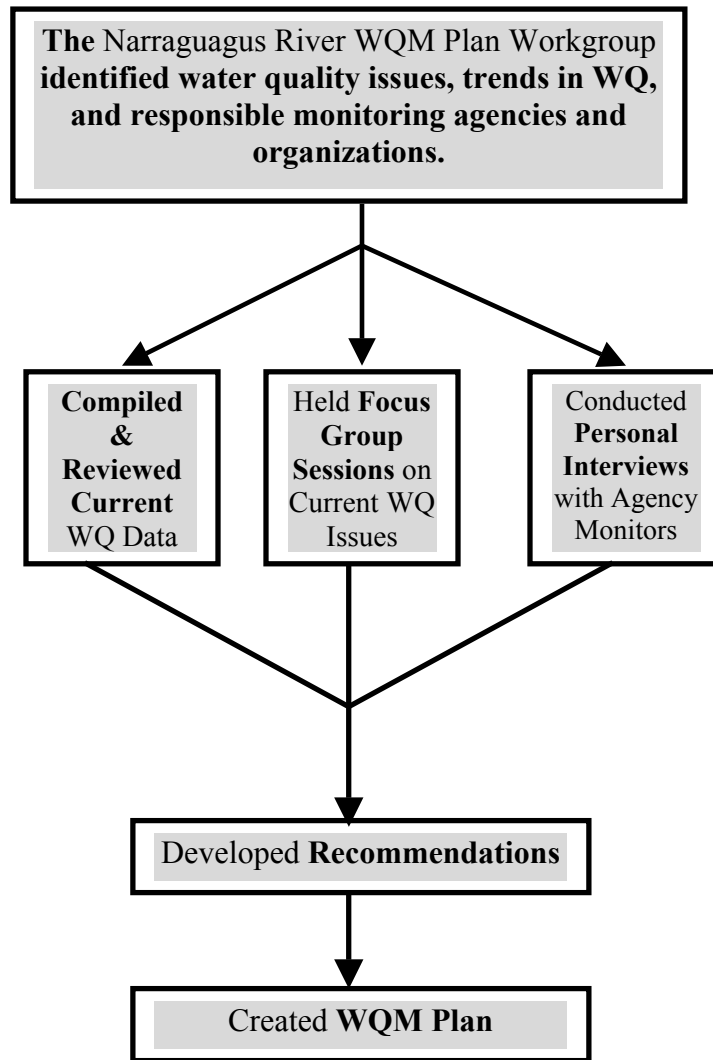 The Narraguagus River WQM Plan Workgroup
identified water quality issues, trends in WQ,
and responsible monitoring agencies and
organizations.
Compiled
&
Reviewed
Current
WQ Data
Held Focus
Group
Sessions on
Current WQ
Issues
Conducted
Personal
Interviews
with Agency
Monitors
Developed Recommendations
Created WQM Plan